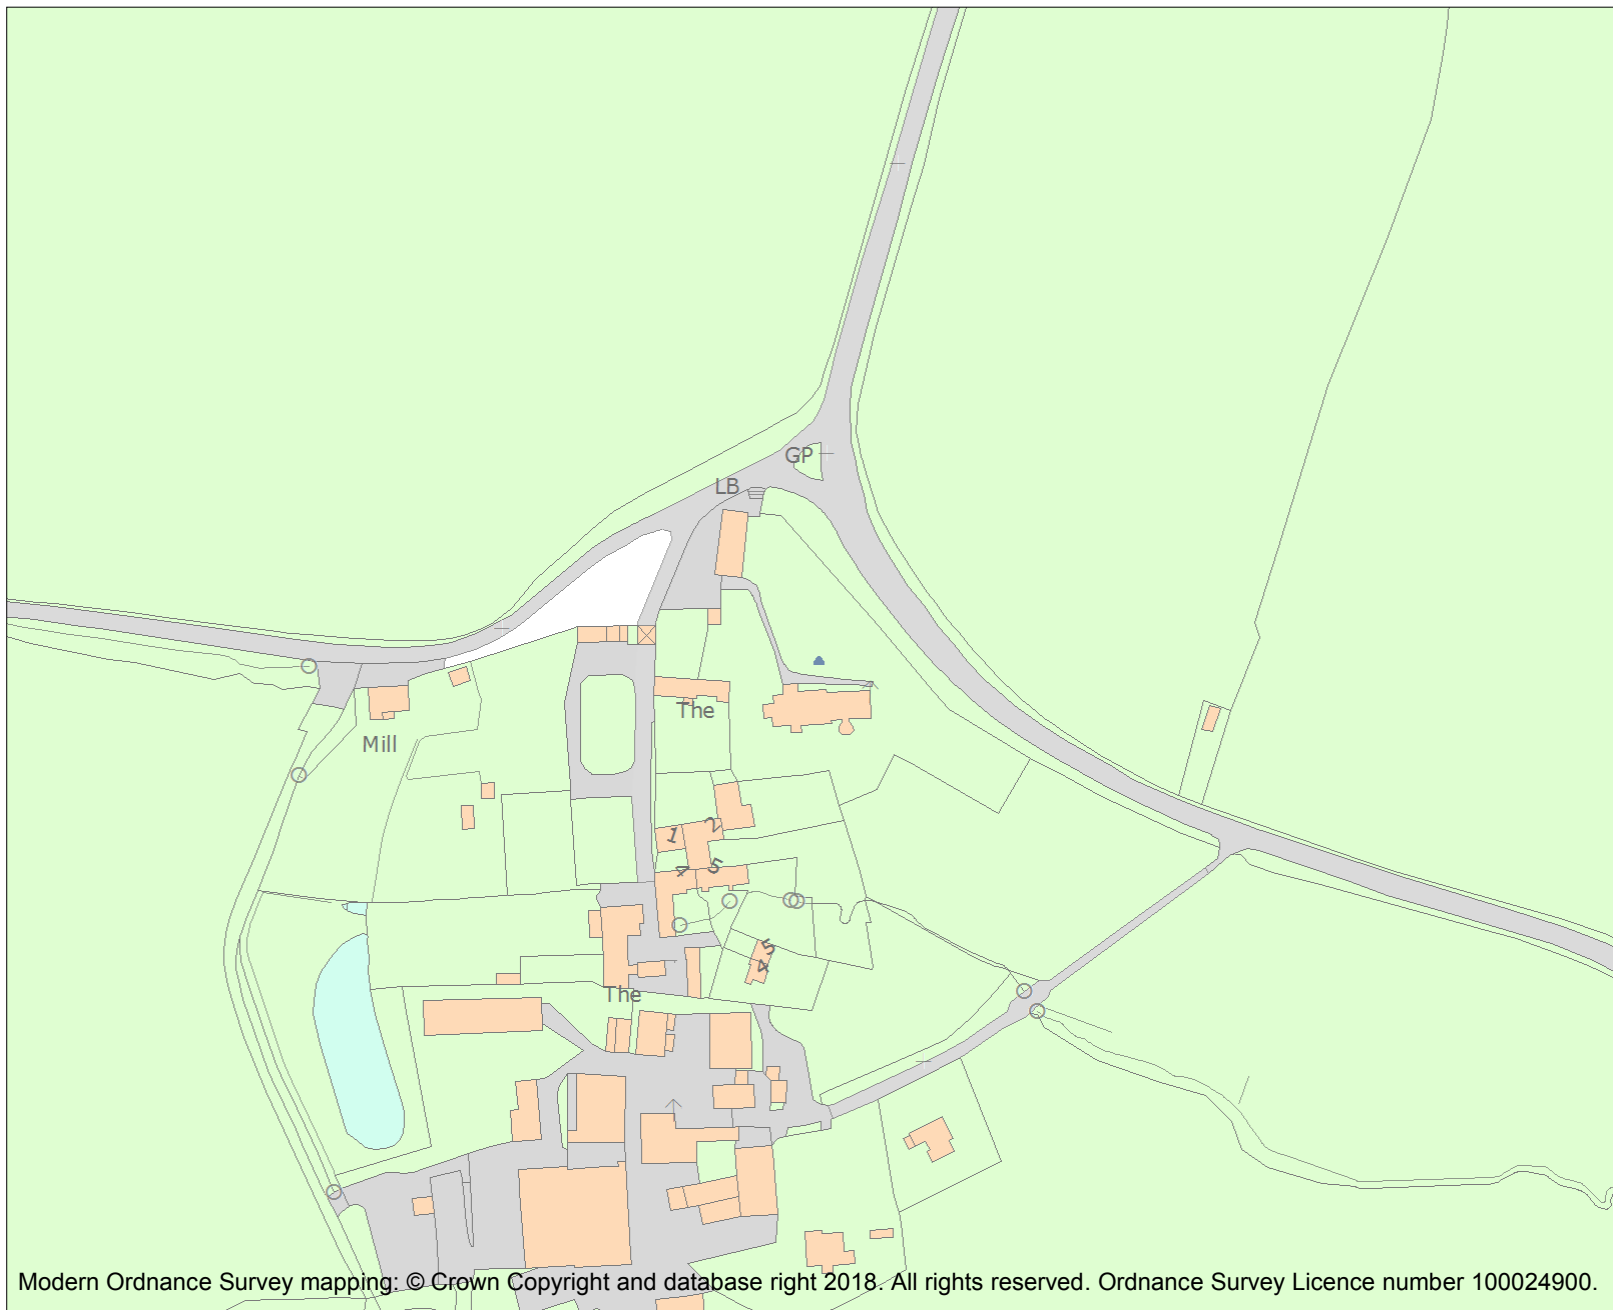 GP
LB
The
Mill
1 2
4 5
5
4
The
Modern Ordnance Survey mapping: © Crown Copyright and database right 2018. All rights reserved. Ordnance Survey Licence number 100024900.